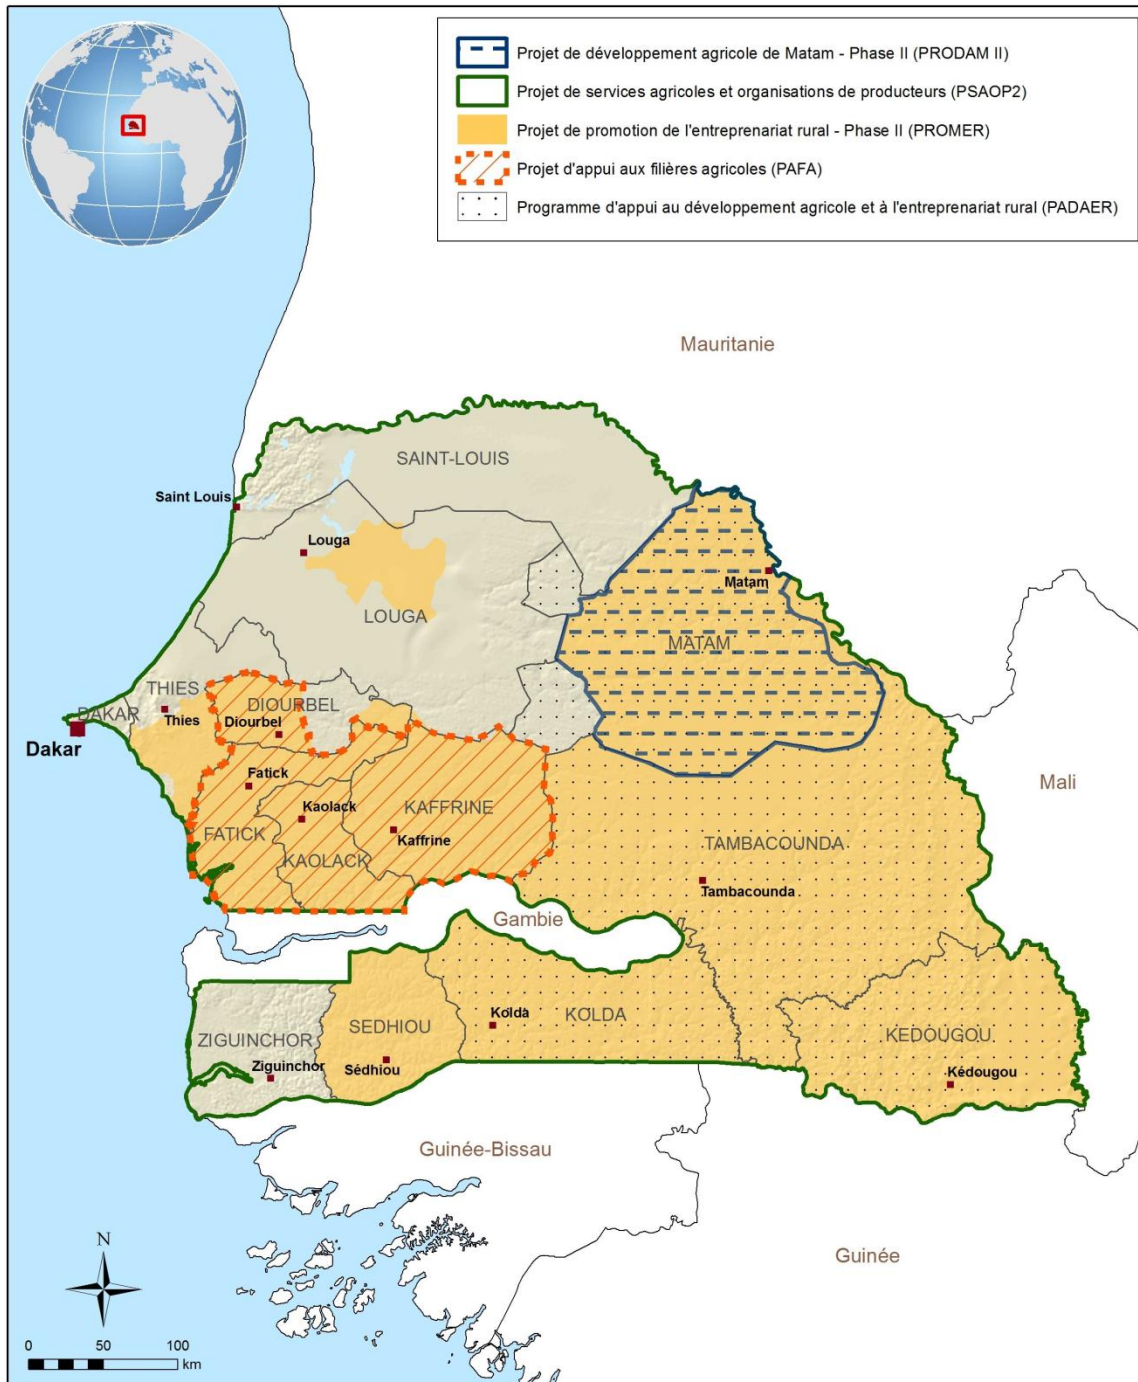 Projet de développement agricole de Matam - Phase II (PRODAM II)
Projet de services agricoles et organisations de producteurs (PSAOP2)
Projet de promotion de l'entreprenariat rural - Phase II (PROMER)
Projet d'appui aux filières agricoles (PAFA)
Programme d'appui au développement agricole et à l'entreprenariat rural (PADAER)
Mauritanie
SAINT-LOUIS
Saint Louis
Louga
Matam
LOUGA
MATAM
THIES
DIOURBEL
DAKAR
Thies
Diourbel
Dakar
Fatick
Mali
Kaolack
KAFFRINE
FATICK
Kaffrine
TAMBACOUNDA
KAOLACK
Tambacounda
Gambie
Kolda
KOLDA
SEDHIOU
ZIGUINCHOR
KEDOUGOU
Ziguinchor
Sédhiou
Kédougou
Guinée-Bissau
Guinée
N
0 50 100
km